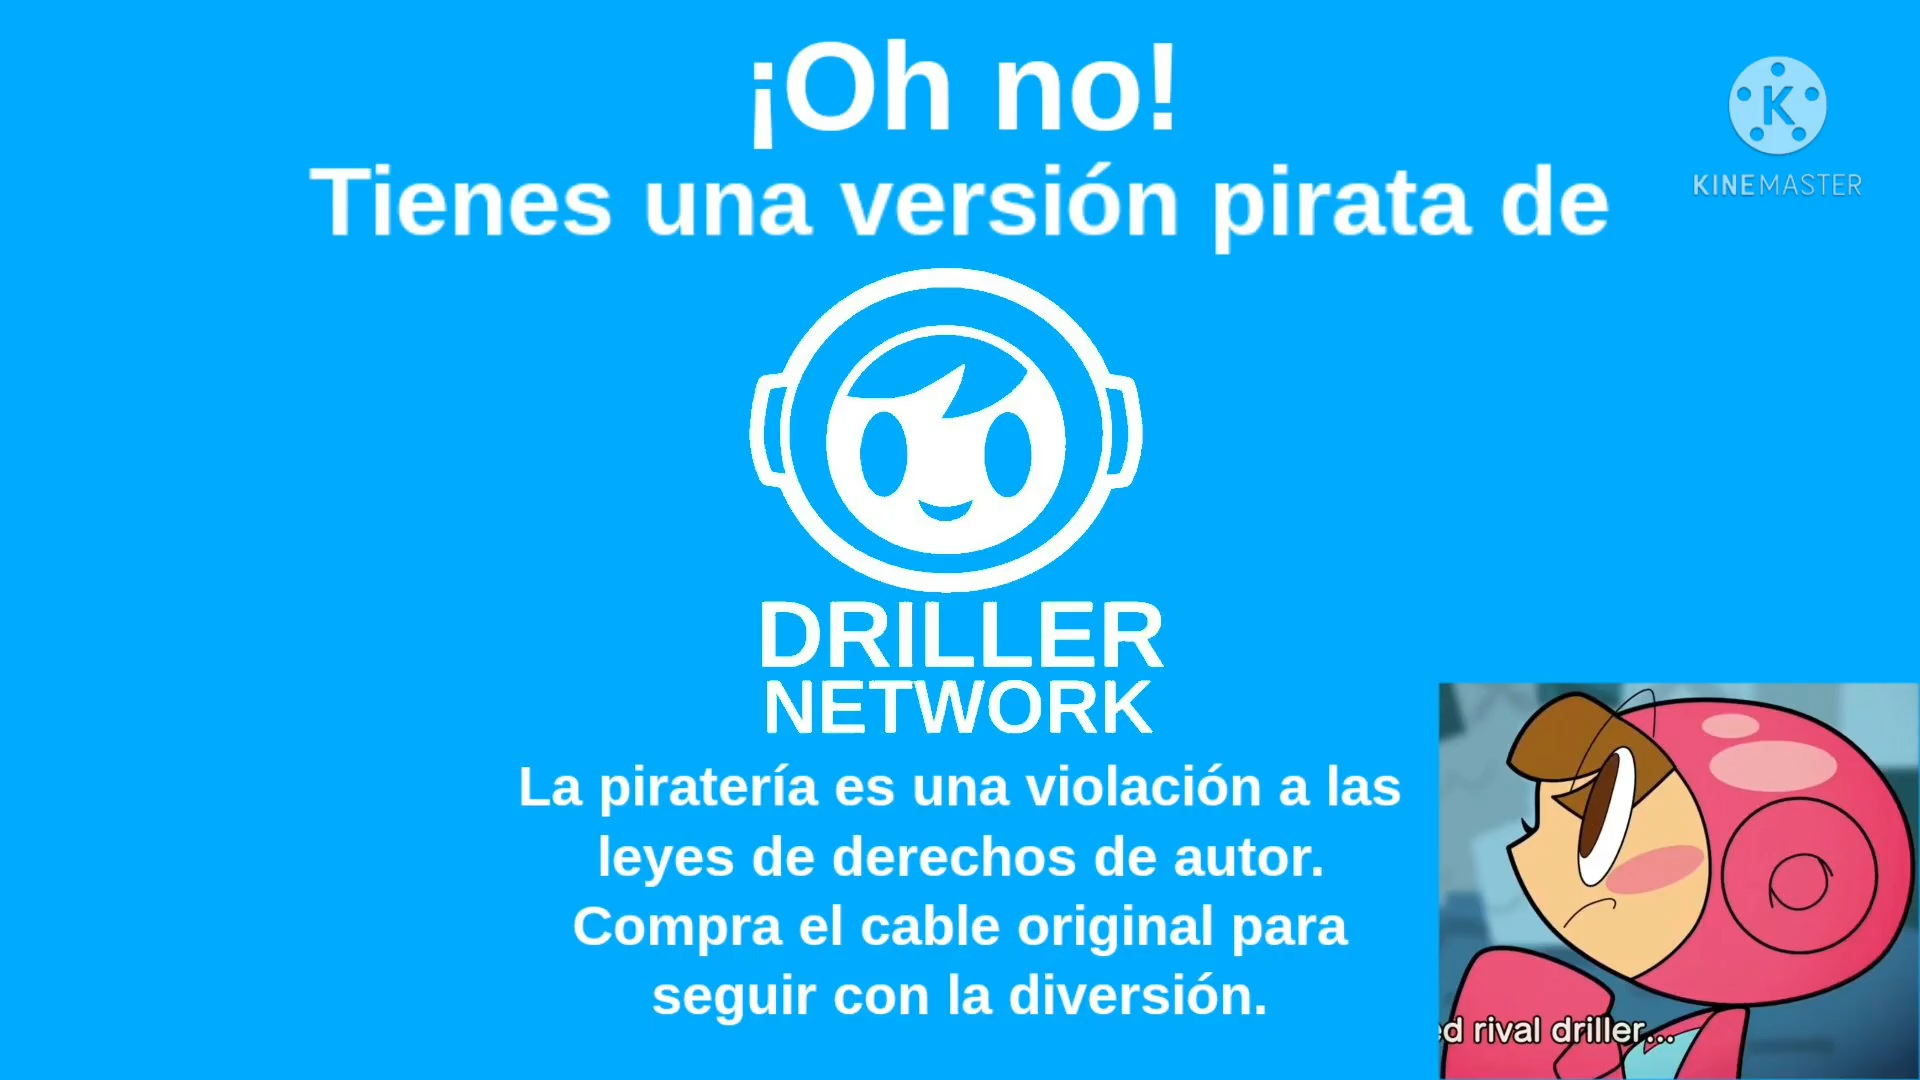 ¡Oh no!
Tienes una versión pirata de
K
KINEMASTER
DRILLER
NETWORK
La piratería es una violación a las
leyes de derechos de autor.
Compra el cable original para
seguir con la diversión.
ed rival driller...